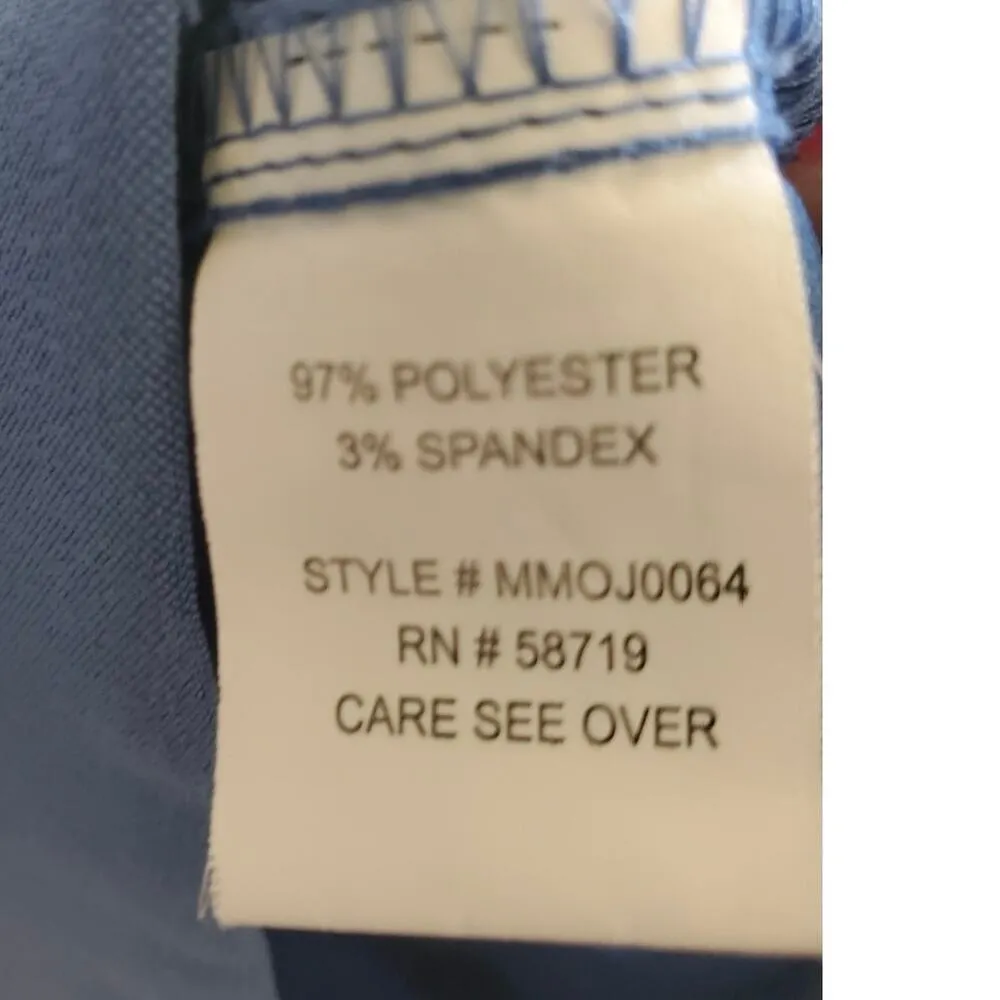 97% POLYESTER
3% SPANDEX
STYLE # MMOJ0064
RN # 58719
CARE SEE OVER